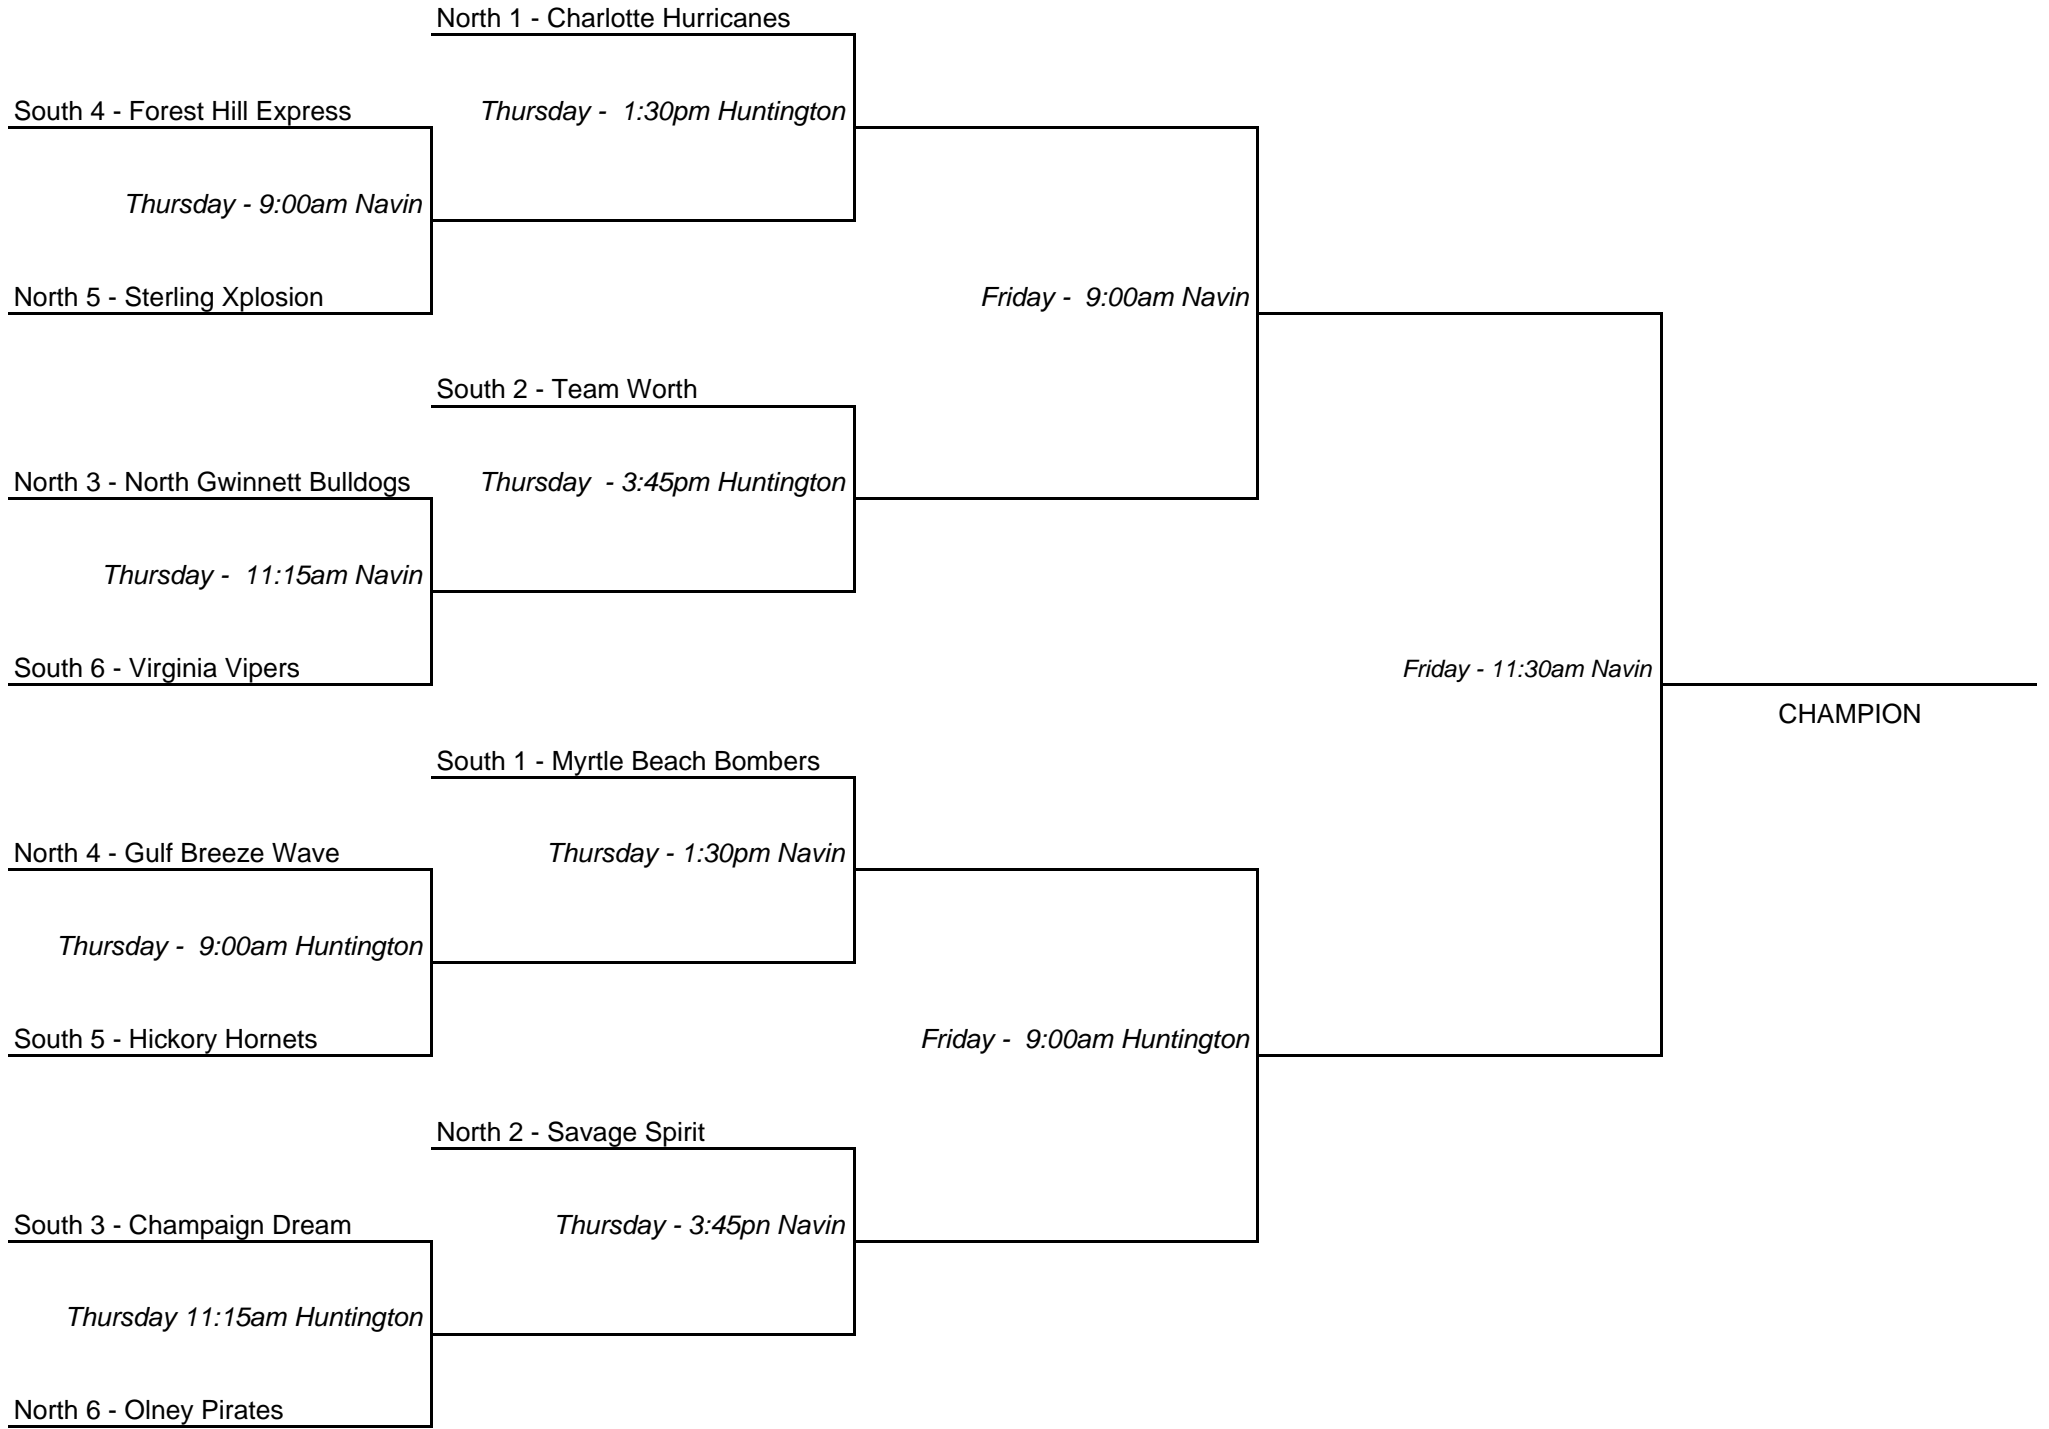 North 1 - Charlotte Hurricanes
South 4 - Forest Hill Express
Thursday -  1:30pm Huntington
Thursday - 9:00am Navin
North 5 - Sterling Xplosion
Friday -  9:00am Navin
South 2 - Team Worth
North 3 - North Gwinnett Bulldogs
Thursday  - 3:45pm Huntington
Thursday -  11:15am Navin
South 6 - Virginia Vipers
Friday - 11:30am Navin
CHAMPION
South 1 - Myrtle Beach Bombers
North 4 - Gulf Breeze Wave
Thursday - 1:30pm Navin
Thursday -  9:00am Huntington
South 5 - Hickory Hornets
Friday -  9:00am Huntington
North 2 - Savage Spirit
South 3 - Champaign Dream
Thursday - 3:45pn Navin
Thursday 11:15am Huntington
North 6 - Olney Pirates